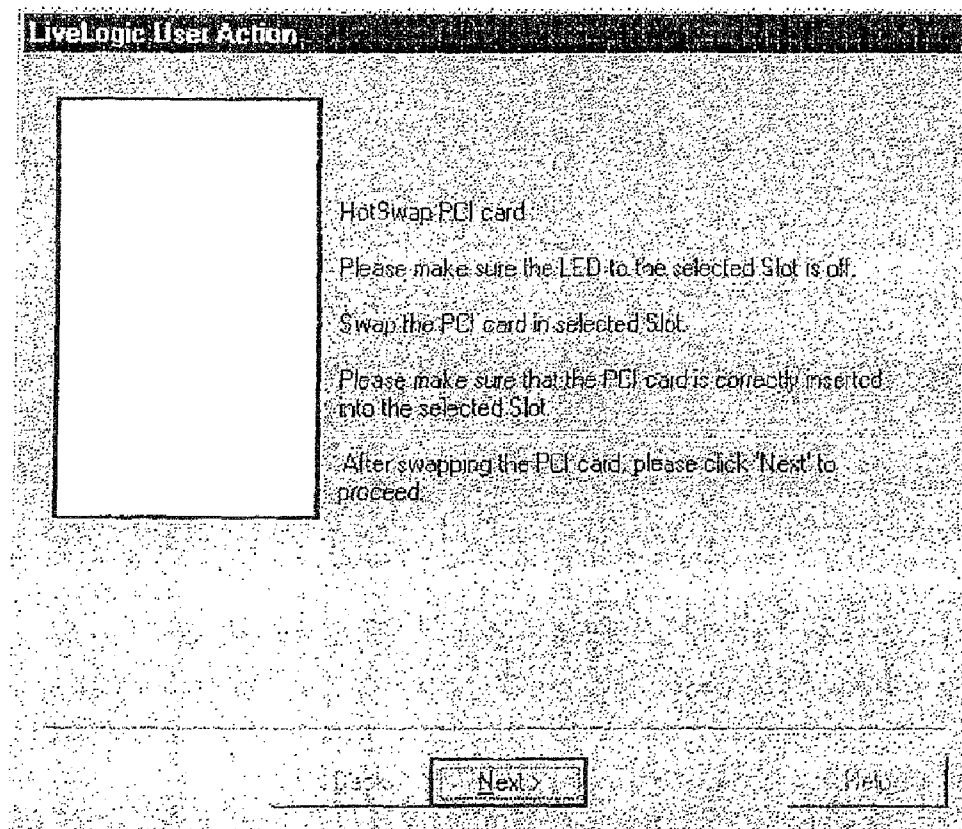 LiveLogic User Action
HotSwap PCI card
Please make sure the LED to the selected Slot is off.
Swap the PCI card in selected Slot.
Please make sure that the PCI card is correctly inserted
into the selected Slot
After swapping the PCI card, please click 'Next' to
proceed.
Back Next> Help